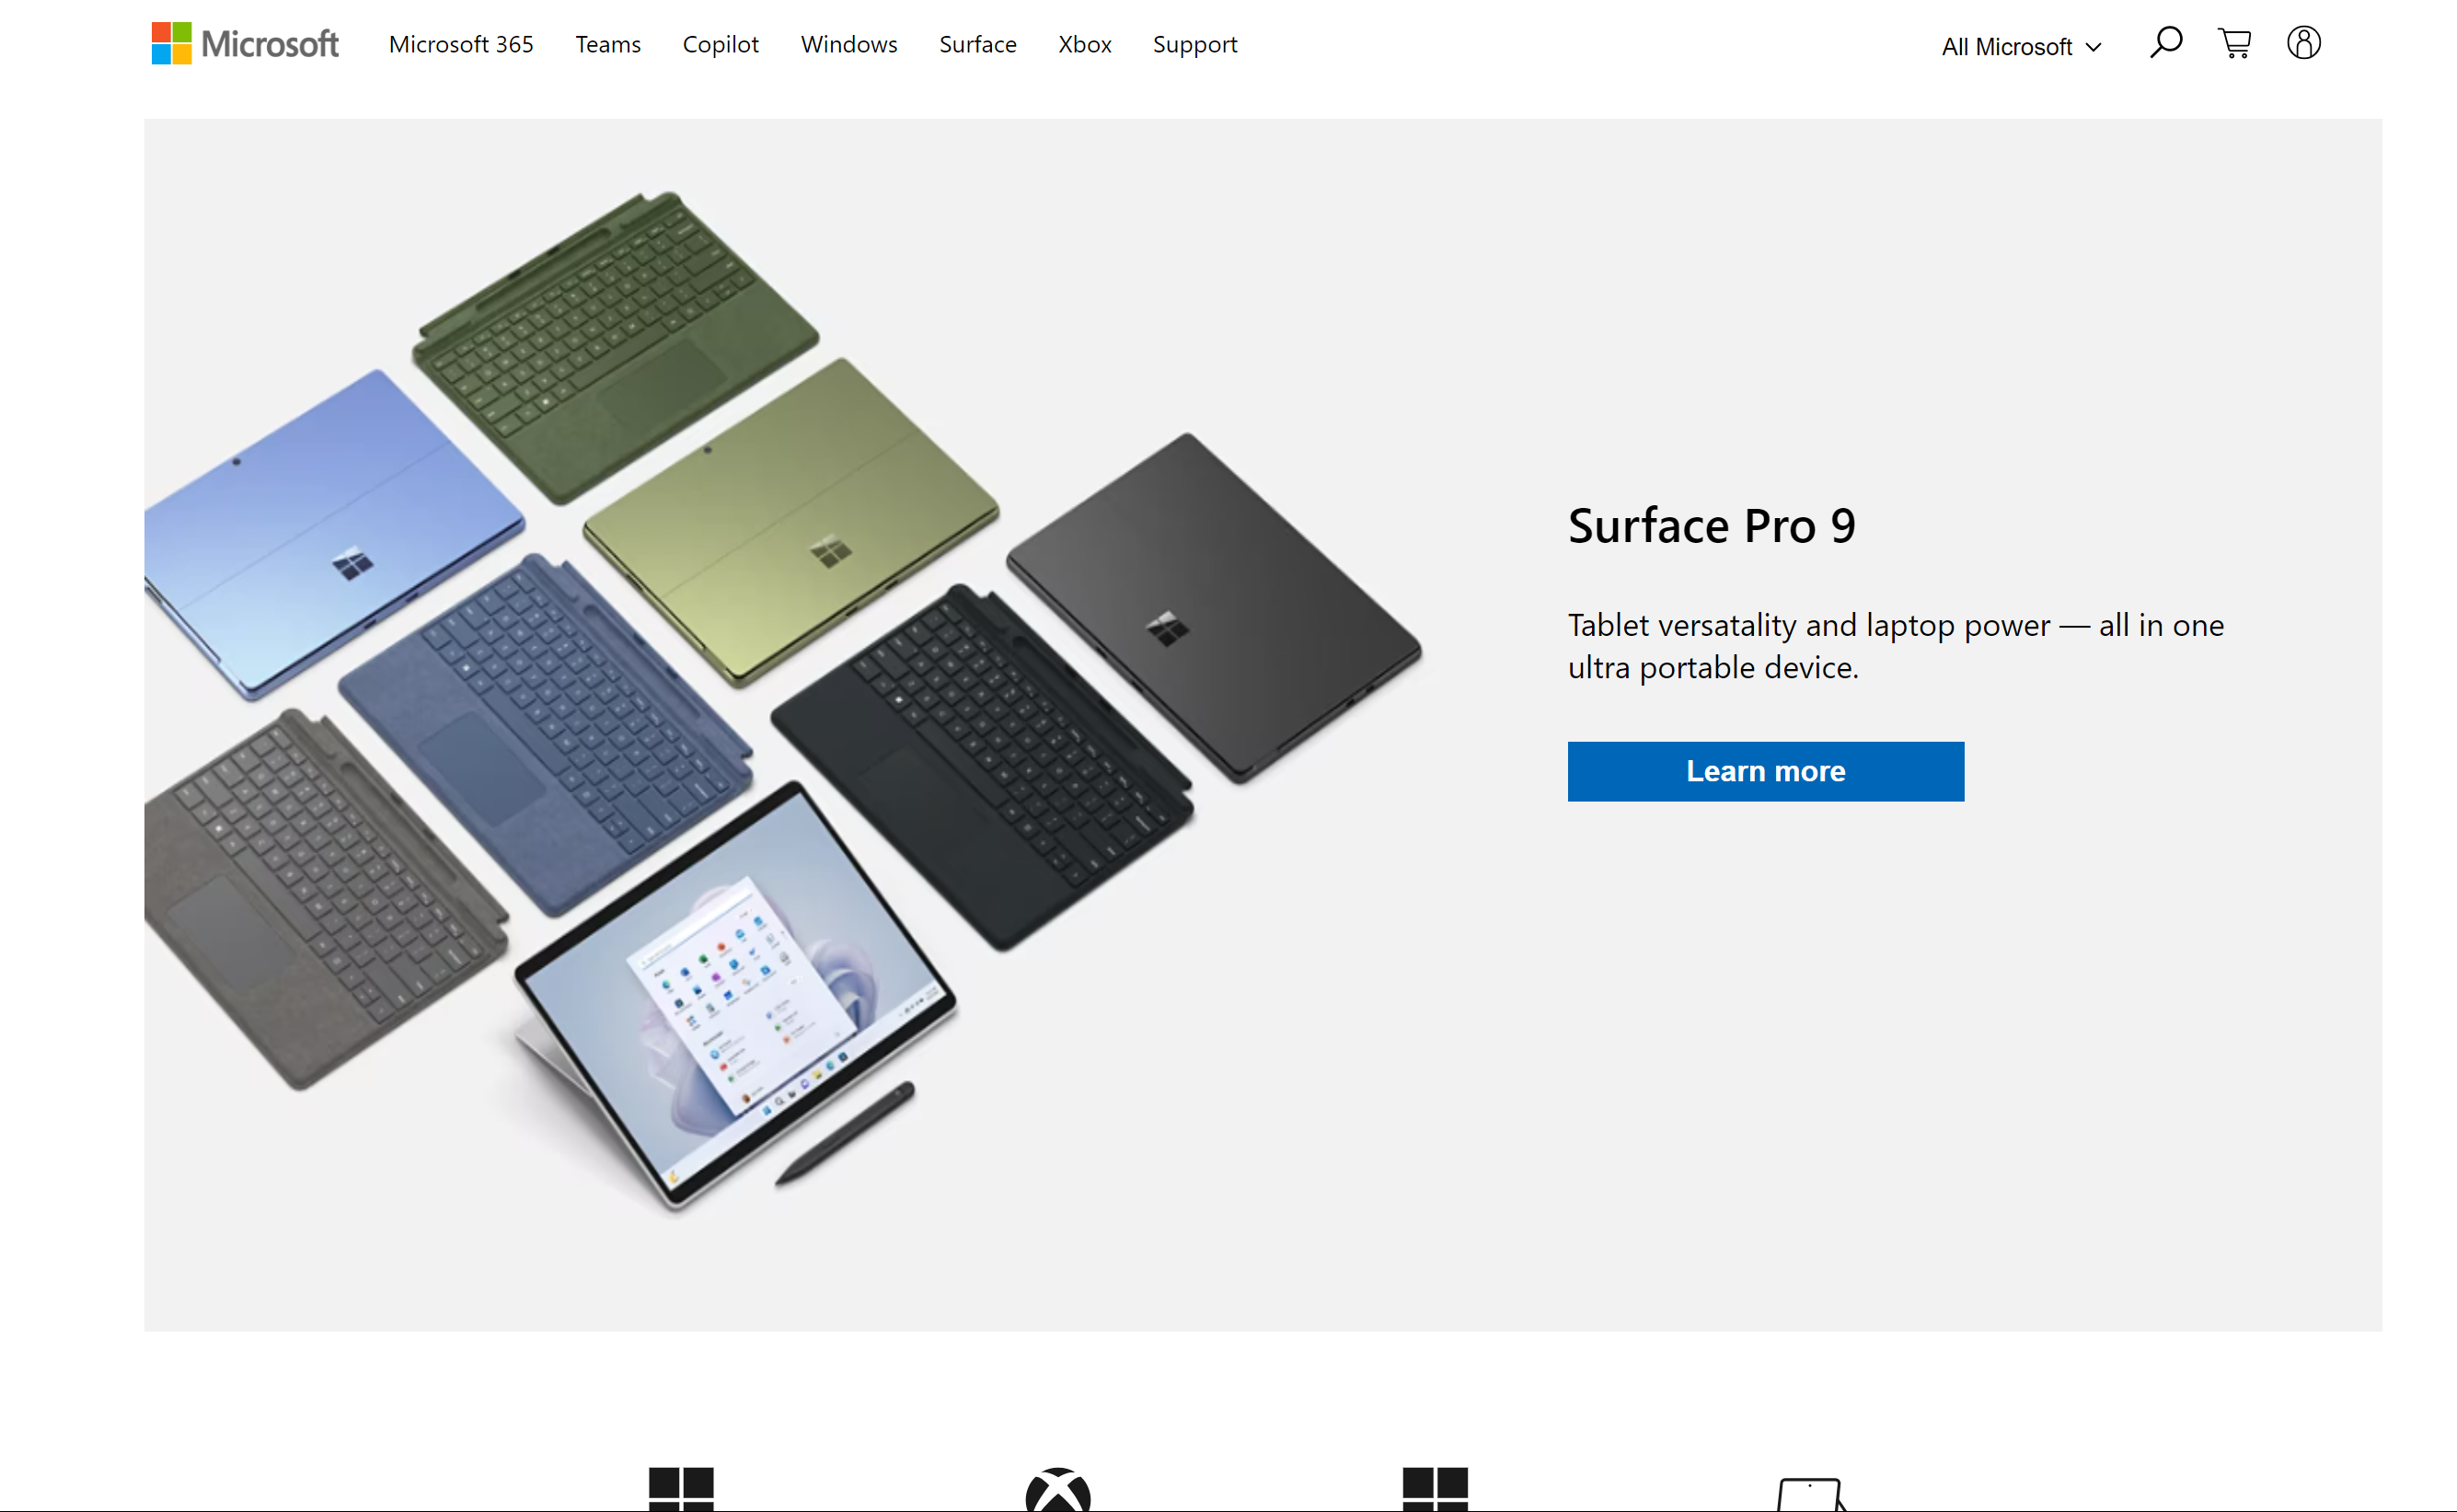 Microsoft
Microsoft 365 Teams Copilot Windows Surface Xbox Support
All Microsoft
Surface Pro 9
Tablet versatality and laptop power — all in one
ultra portable device.
Learn more